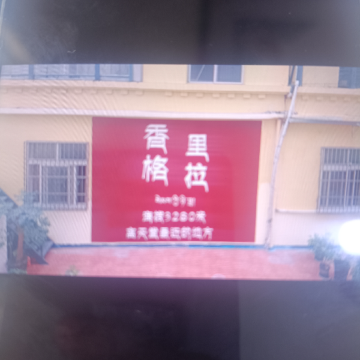 香里
格拉
海拔3280米
离天堂最近的地方